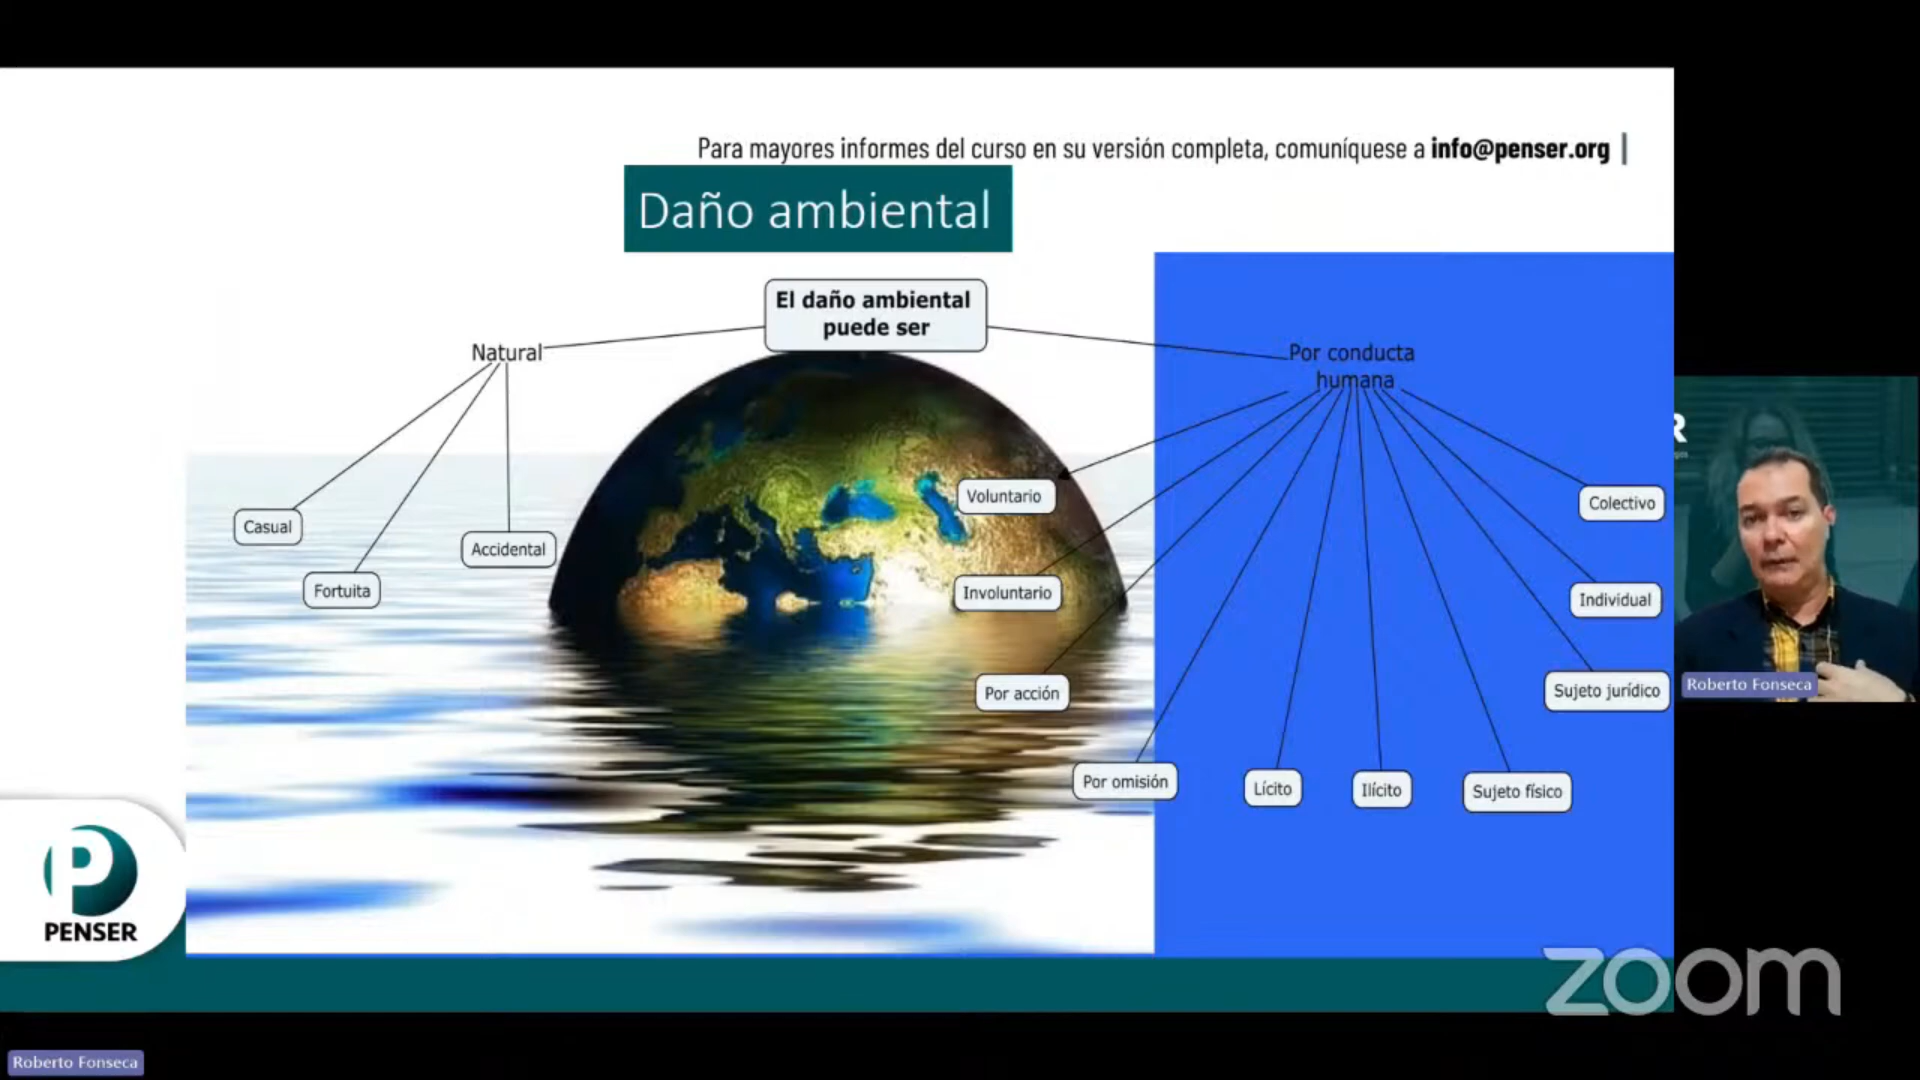 Para mayores informes del curso en su versión completa, comuníquese a info@penser.org |
Daño ambiental
El daño ambiental
puede ser
Natural
Por conducta
humana
Casual
Fortuita
Accidental
Voluntario
Involuntario
Por acción
Por omisión
Lícito
Ilícito
Sujeto físico
Sujeto jurídico
Individual
Colectivo
R
Roberto Fonseca
P
PENSER
zoom
Roberto Fonseca